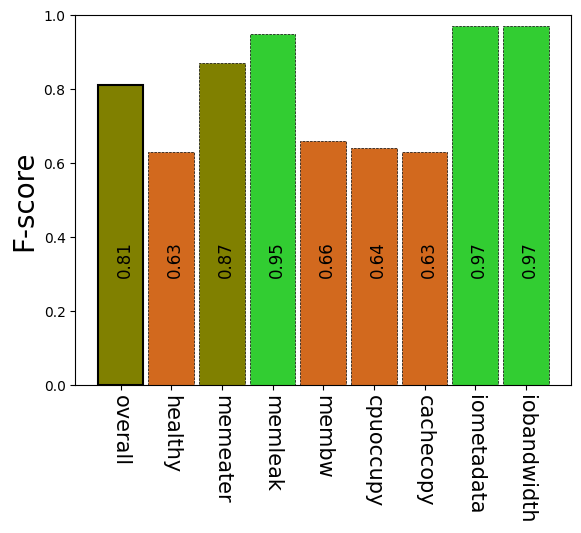 F-score
1.0
0.8
0.6
0.4
0.2
0.0
0.81
0.63
0.87
0.95
0.66
0.64
0.63
0.97
0.97
overall
healthy
memeater
memleak
membw
cpuoccupy
cachecopy
iometadata
iobandwidth